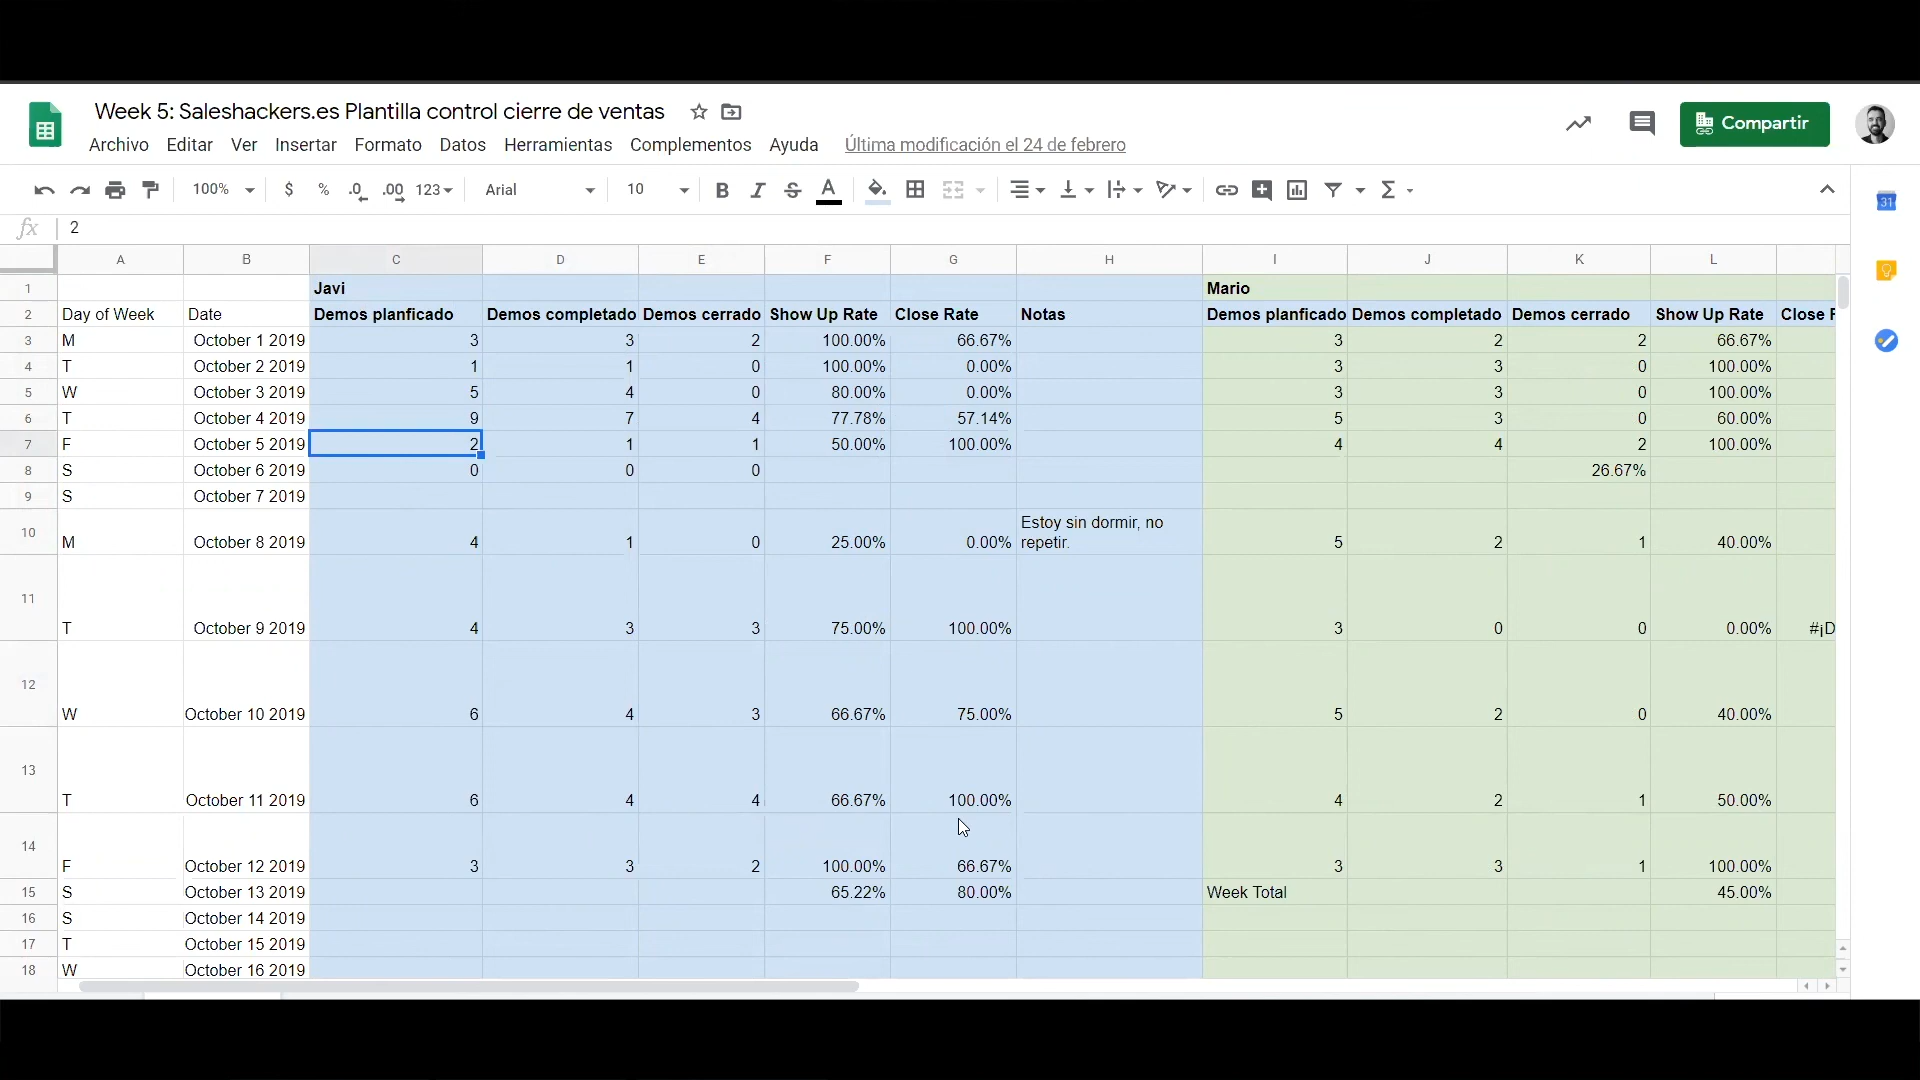 Week 5: Saleshackers.es Plantilla control cierre de ventas
Archivo Editar Ver Insertar Formato Datos Herramientas Complementos Ayuda Última modificación el 24 de febrero
Compartir
100% $ % .0 .00 123 Arial 10 B I S A Σ
31
fx 2
A B C D E F G H I J K L
1 Javi Mario
2 Day of Week Date Demos planficado Demos completado Demos cerrado Show Up Rate Close Rate Notas Demos planficado Demos completado Demos cerrado Show Up Rate Close
3 M October 1 2019 3 3 2 100.00% 66.67% 3 2 2 66.67%
4 T October 2 2019 1 1 0 100.00% 0.00% 3 3 0 100.00%
5 W October 3 2019 5 4 0 80.00% 0.00% 3 3 0 100.00%
6 T October 4 2019 9 7 4 77.78% 57.14% 5 3 0 60.00%
7 F October 5 2019 2 1 1 50.00% 100.00% 4 4 2 100.00%
8 S October 6 2019 0 0 0 26.67%
9 S October 7 2019
10 M October 8 2019 4 1 0 25.00% 0.00% Estoy sin dormir, no
repetir. 5 2 1 40.00%
11 T October 9 2019 4 3 3 75.00% 100.00% 3 0 0 0.00% #¡D
12 W October 10 2019 6 4 3 66.67% 75.00% 5 2 0 40.00%
13 T October 11 2019 6 4 4 66.67% 100.00% 4 2 1 50.00%
14 F October 12 2019 3 3 2 100.00% 66.67% 3 3 1 100.00%
15 S October 13 2019 65.22% 80.00% Week Total 45.00%
16 S October 14 2019
17 T October 15 2019
18 W October 16 2019